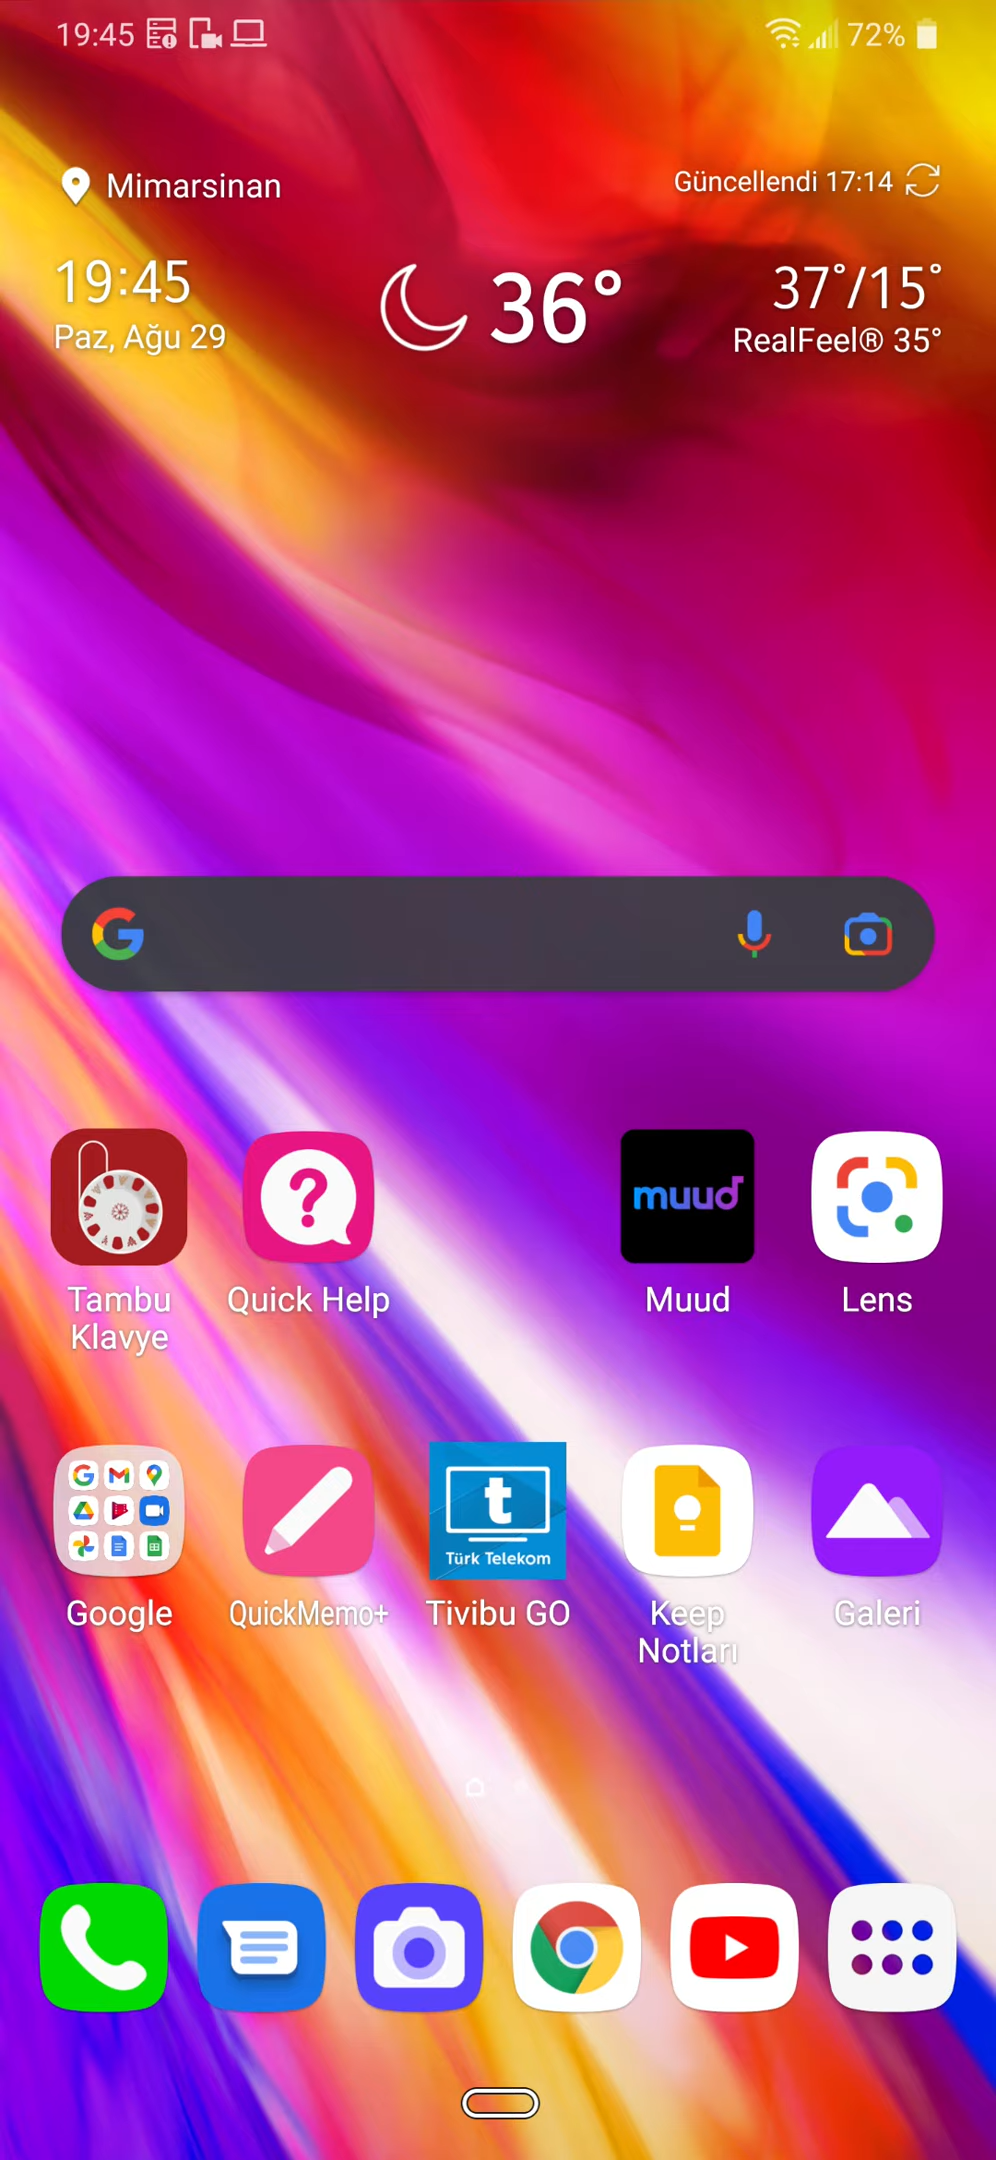 19:45 72%
Mimarsinan
Güncellendi 17:14
19:45
Paz, Ağu 29
36°
37°/15°
RealFeel® 35°
muud
Tambu
Klavye
Quick Help
Muud
Lens
t
Türk Telekom
Google
QuickMemo+
Tivibu GO
Keep
Notları
Galeri